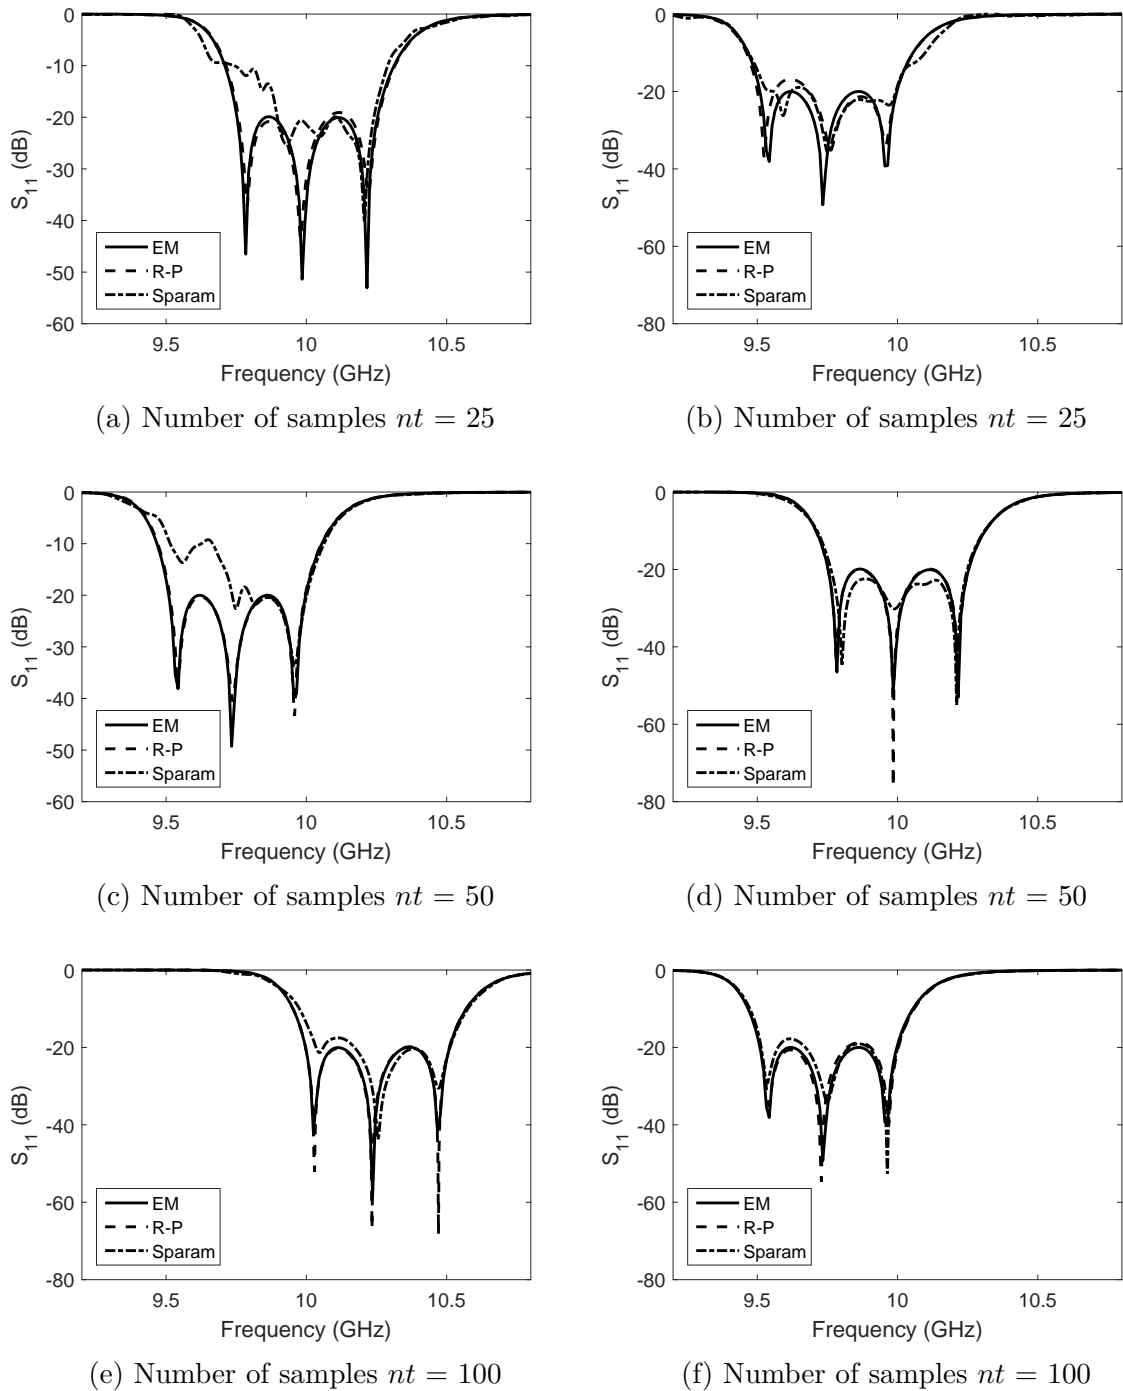 0
-10
-20
-30
-40
-50
-60
S11 (dB)
EM
R-P
Sparam
9.5 10 10.5
Frequency (GHz)
(a) Number of samples nt = 25
0
-20
-40
-60
-80
S11 (dB)
EM
R-P
Sparam
9.5 10 10.5
Frequency (GHz)
(b) Number of samples nt = 25
0
-10
-20
-30
-40
-50
-60
S11 (dB)
EM
R-P
Sparam
9.5 10 10.5
Frequency (GHz)
(c) Number of samples nt = 50
0
-20
-40
-60
-80
S11 (dB)
EM
R-P
Sparam
9.5 10 10.5
Frequency (GHz)
(d) Number of samples nt = 50
0
-20
-40
-60
-80
S11 (dB)
EM
R-P
Sparam
9.5 10 10.5
Frequency (GHz)
(e) Number of samples nt = 100
0
-20
-40
-60
-80
S11 (dB)
EM
R-P
Sparam
9.5 10 10.5
Frequency (GHz)
(f) Number of samples nt = 100